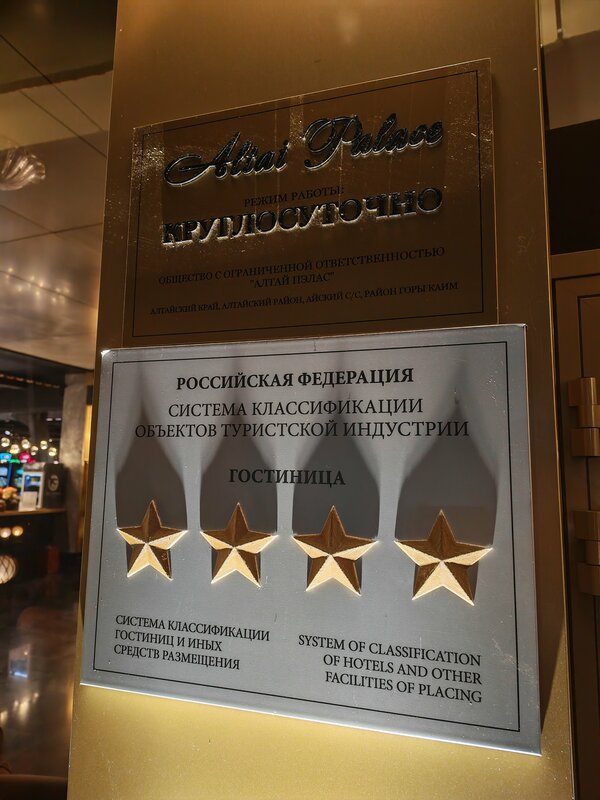 Altai Palace
РЕЖИМ РАБОТЫ:
КРУГЛОСУТОЧНО
ОБЩЕСТВО С ОГРАНИЧЕННОЙ ОТВЕТСТВЕННОСТЬЮ
"АЛТАЙ ПЭЛАС"
АЛТАЙСКИЙ КРАЙ, АЛТАЙСКИЙ РАЙОН, АЙСКИЙ С/С, РАЙОН ГОРЫ КАИМ
РОССИЙСКАЯ ФЕДЕРАЦИЯ
СИСТЕМА КЛАССИФИКАЦИИ
ОБЪЕКТОВ ТУРИСТСКОЙ ИНДУСТРИИ
ГОСТИНИЦА
СИСТЕМА КЛАССИФИКАЦИИ
ГОСТИНИЦ И ИНЫХ
СРЕДСТВ РАЗМЕЩЕНИЯ
SYSTEM OF CLASSIFICATION
OF HOTELS AND OTHER
FACILITIES OF PLACING